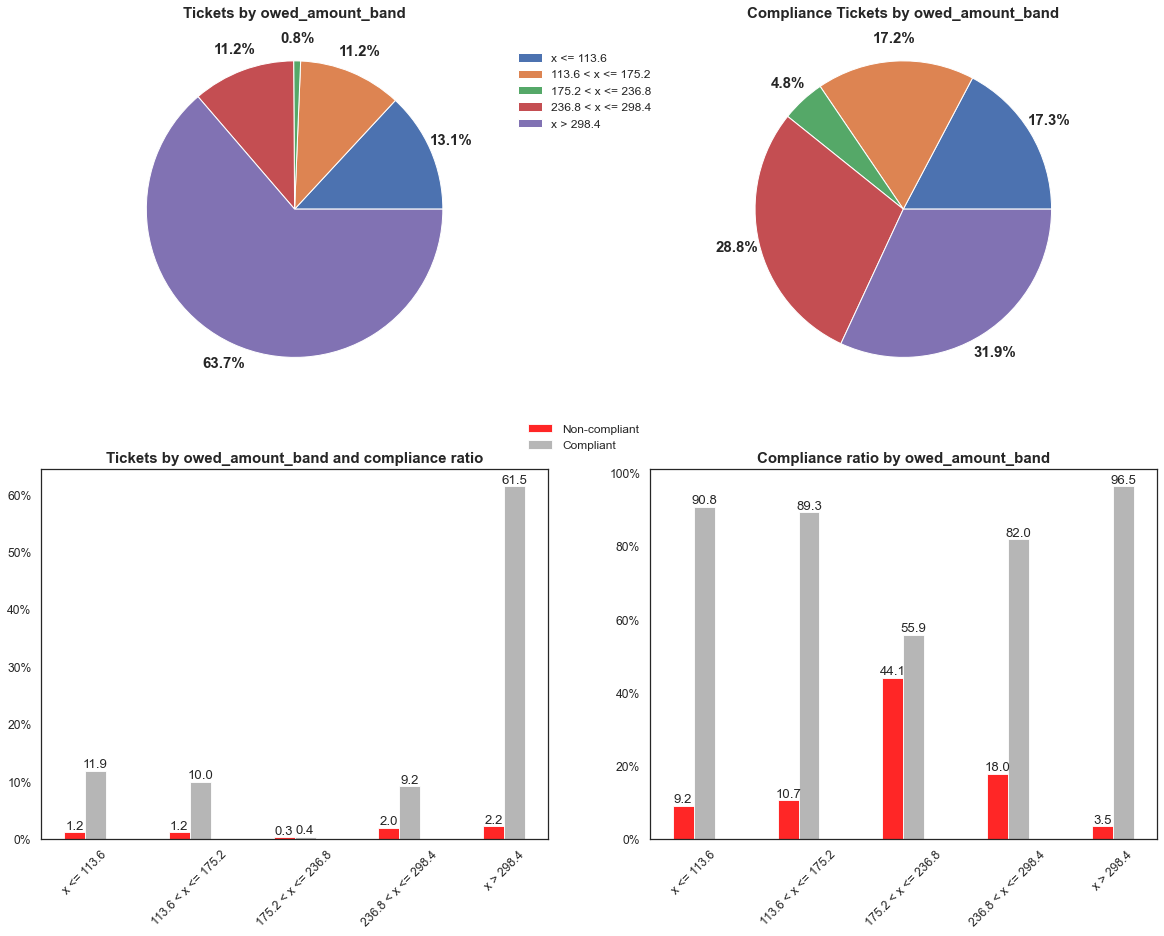 Tickets by owed_amount_band
0.8%
11.2%
11.2%
13.1%
63.7%
x <= 113.6
113.6 < x <= 175.2
175.2 < x <= 236.8
236.8 < x <= 298.4
x > 298.4
Compliance Tickets by owed_amount_band
17.2%
4.8%
17.3%
28.8%
31.9%
Non-compliant
Compliant
Tickets by owed_amount_band and compliance ratio
60%
50%
40%
30%
20%
10%
0%
1.2
11.9
1.2
10.0
0.3
0.4
2.0
9.2
2.2
61.5
x <= 113.6
113.6 < x <= 175.2
175.2 < x <= 236.8
236.8 < x <= 298.4
x > 298.4
Compliance ratio by owed_amount_band
100%
80%
60%
40%
20%
0%
9.2
90.8
10.7
89.3
44.1
55.9
18.0
82.0
3.5
96.5
x <= 113.6
113.6 < x <= 175.2
175.2 < x <= 236.8
236.8 < x <= 298.4
x > 298.4